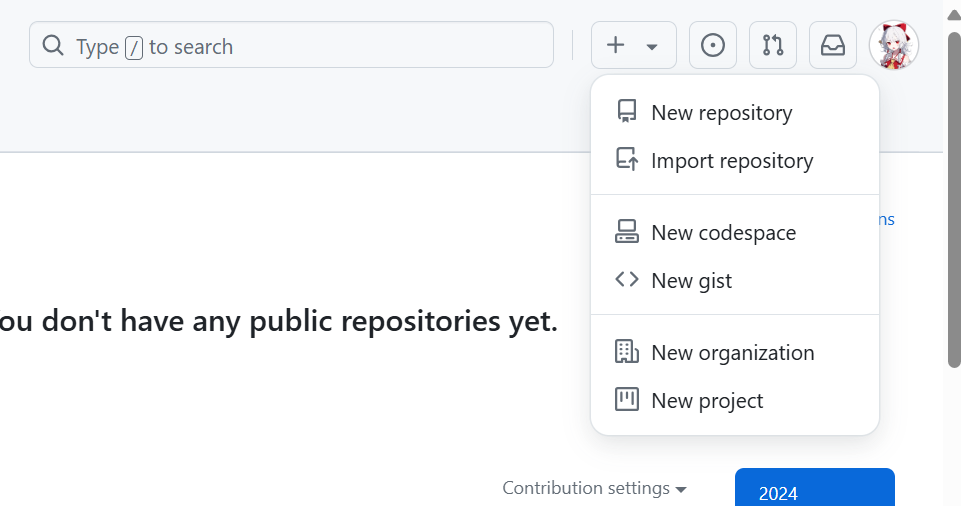 Type / to search
New repository
Import repository
ns
New codespace
New gist
ou don't have any public repositories yet.
New organization
New project
Contribution settings
2024